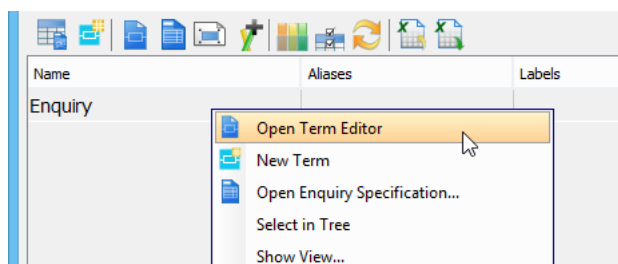 Name Aliases Labels
Enquiry
Open Term Editor
New Term
Open Enquiry Specification...
Select in Tree
Show View...